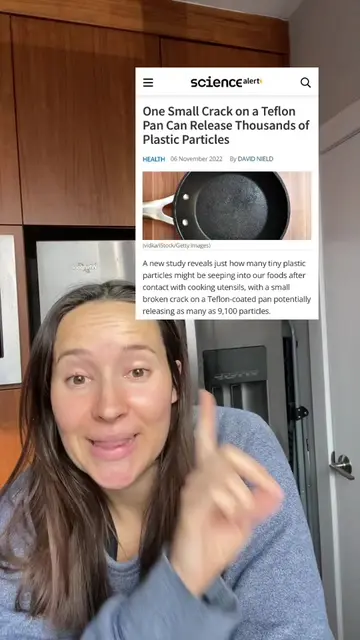 sciencealert
One Small Crack on a Teflon
Pan Can Release Thousands of
Plastic Particles
HEALTH 06 November 2022 By DAVID NIELD
(vidkar/iStock/Getty Images)
A new study reveals just how many tiny plastic
particles might be seeping into our foods after
contact with cooking utensils, with a small
broken crack on a Teflon-coated pan potentially
releasing as many as 9,100 particles.